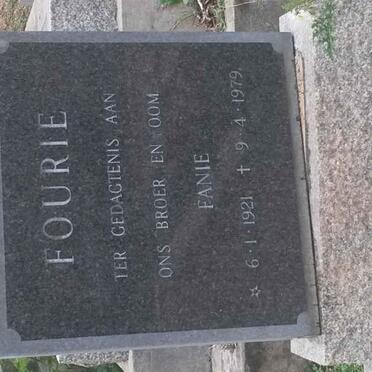 FOURIE
TER GEDAGTENIS AAN
ONS BROER EN OOM
FANIE
☆ 6·1·1921 ✝ 9·4·1979